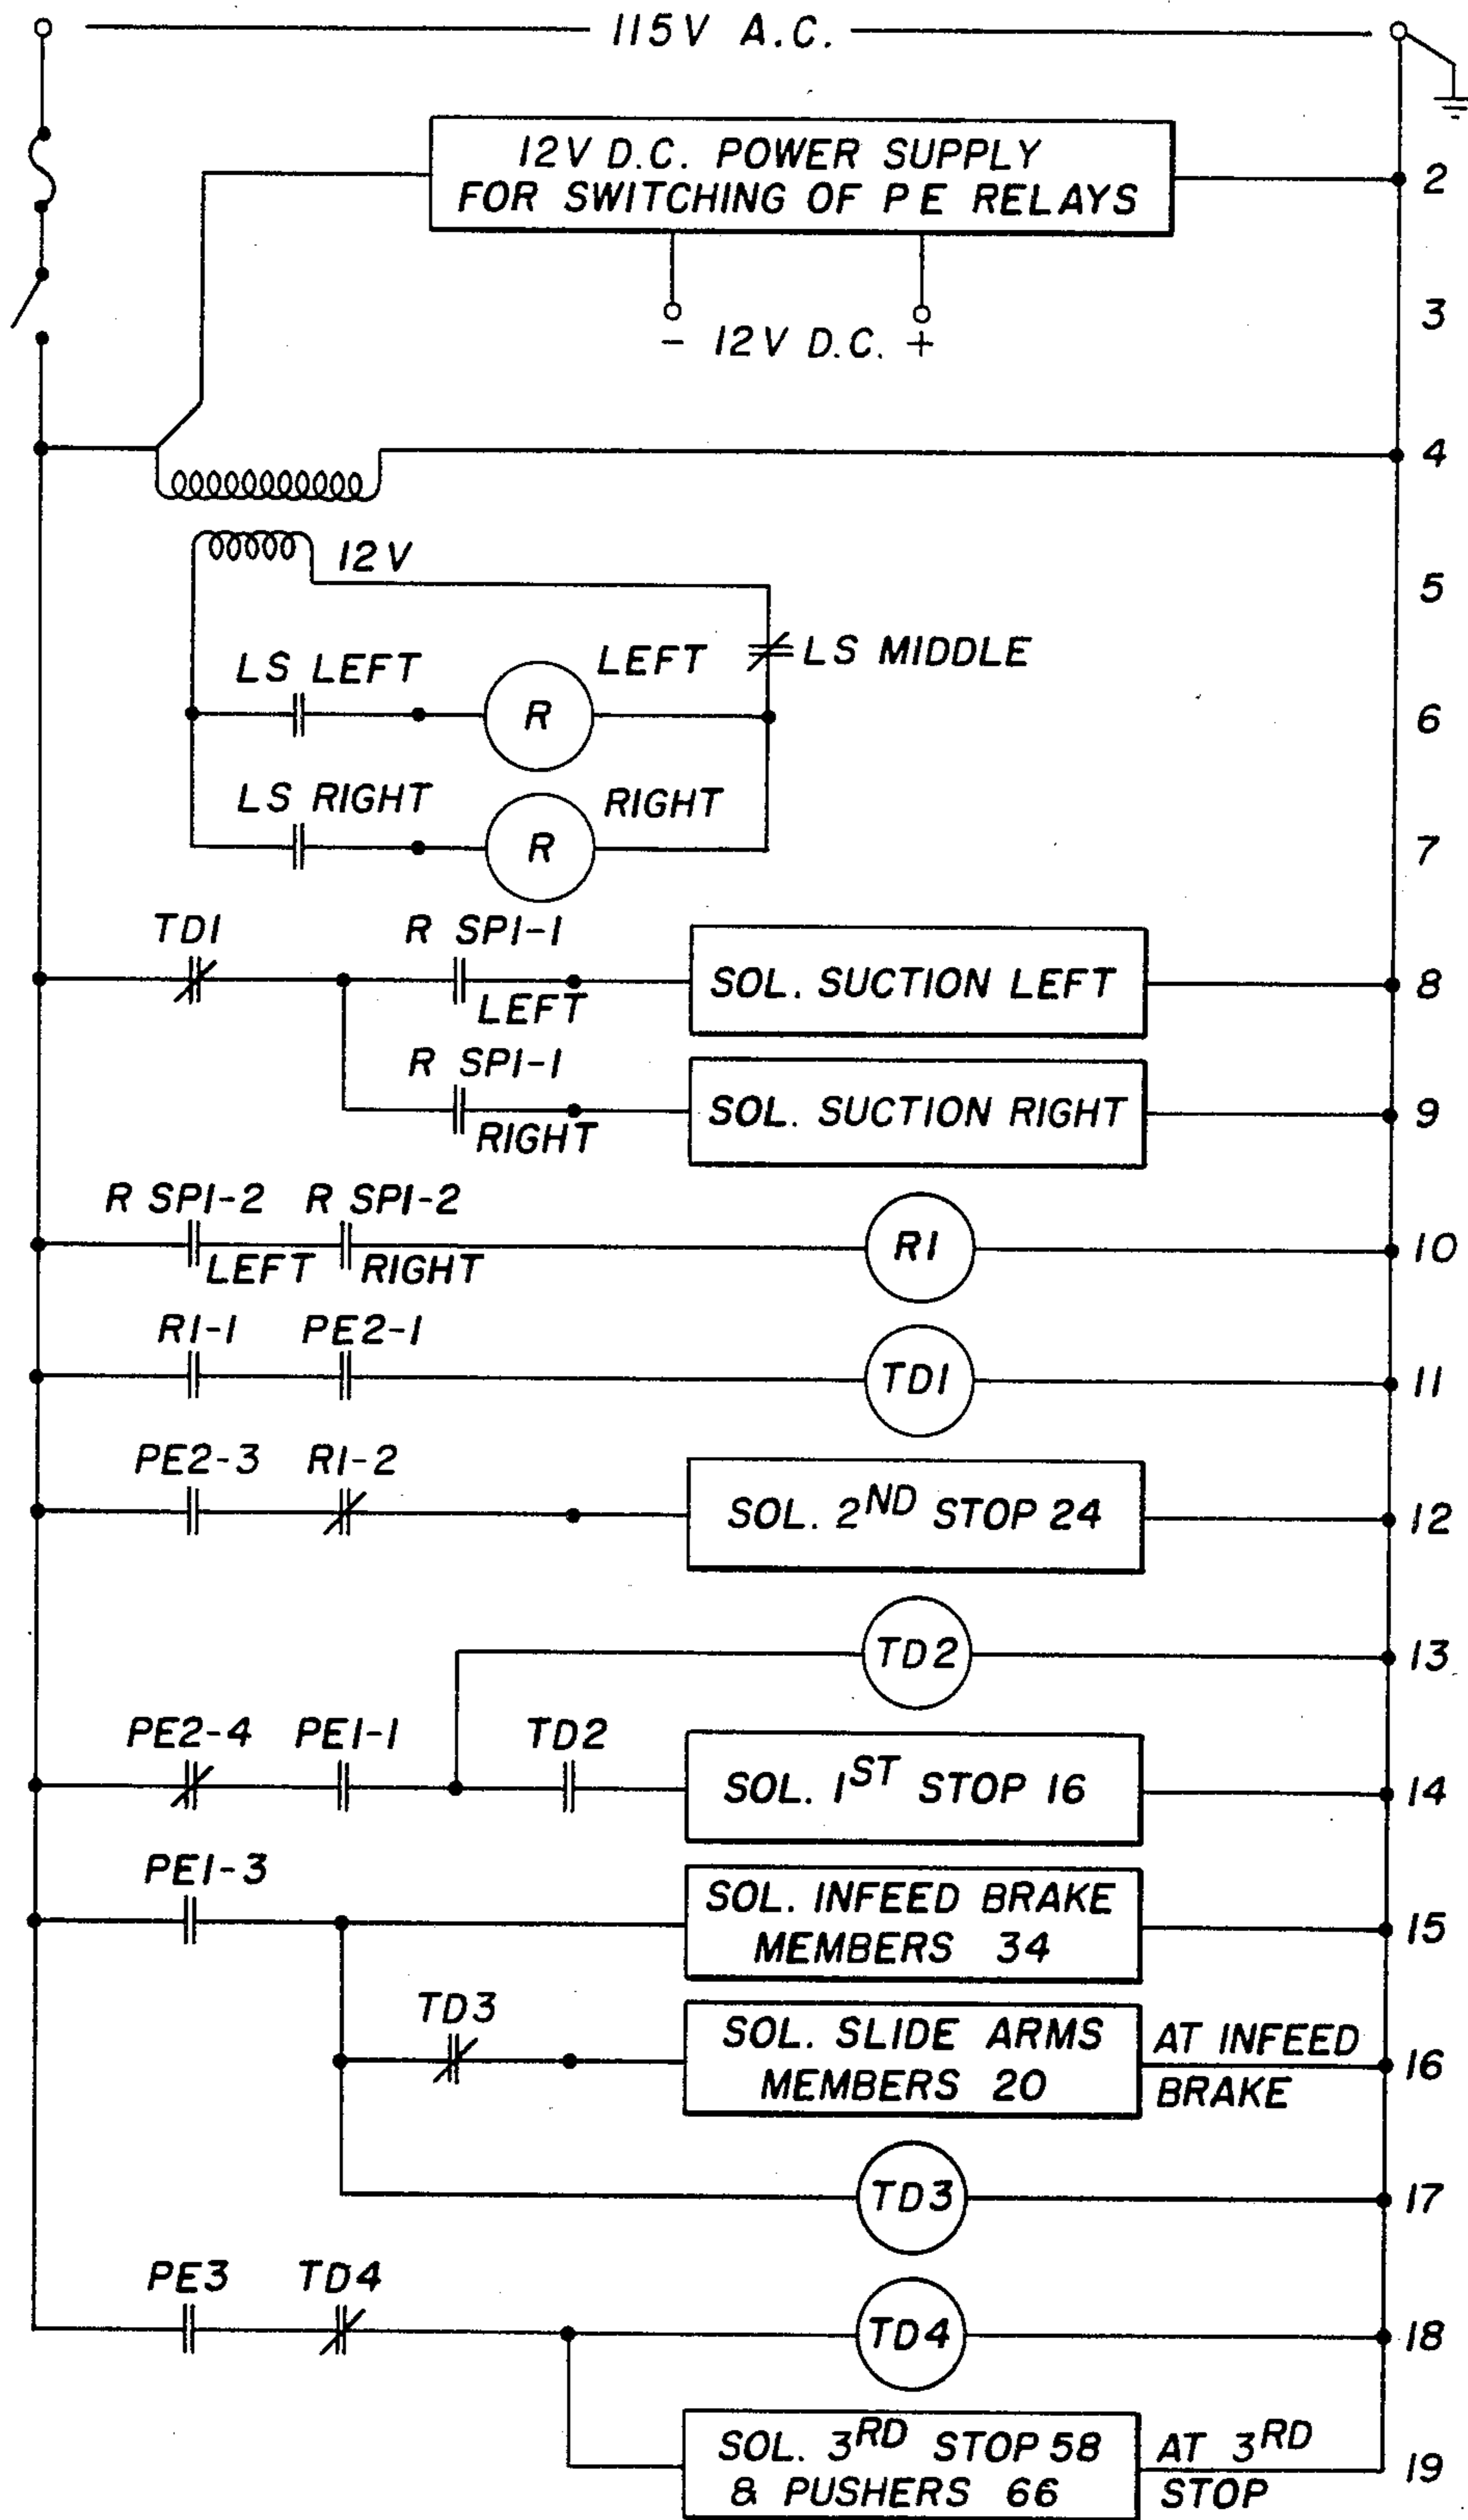 115V A.C.
12V D.C. POWER SUPPLY
FOR SWITCHING OF PE RELAYS
2
3
- 12V D.C. +
4
12V
5
LS LEFT
LEFT
LS MIDDLE
R
6
LS RIGHT
RIGHT
R
7
TD1
R SP1-1
LEFT
SOL. SUCTION LEFT
8
R SP1-1
RIGHT
SOL. SUCTION RIGHT
9
R SP1-2
R SP1-2
LEFT
RIGHT
R1
10
R1-1
PE2-1
TD1
11
PE2-3
R1-2
SOL. 2ND STOP 24
12
TD2
13
PE2-4
PE1-1
TD2
SOL. 1ST STOP 16
14
PE1-3
SOL. INFEED BRAKE
MEMBERS 34
15
TD3
SOL. SLIDE ARMS
MEMBERS 20
AT INFEED
BRAKE
16
TD3
17
PE3
TD4
TD4
18
SOL. 3RD STOP 58
& PUSHERS 66
AT 3RD
STOP
19